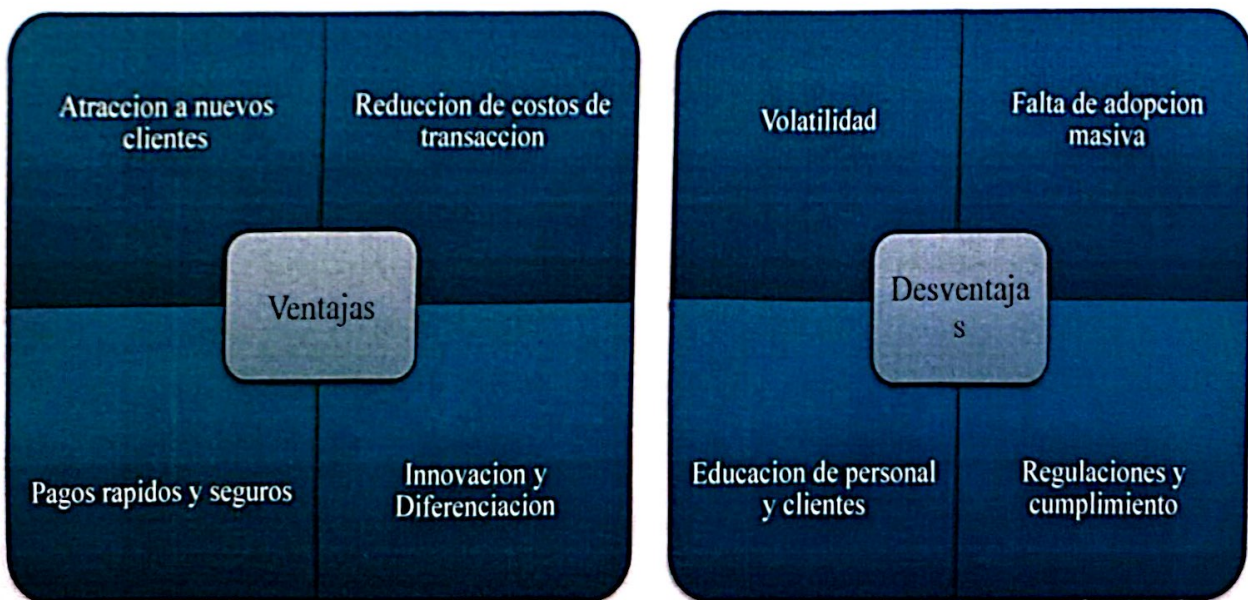 Atraccion a nuevos
clientes
Reduccion de costos de
transaccion
Ventajas
Pagos rapidos y seguros
Innovacion y
Diferenciacion
Volatilidad
Falta de adopcion
masiva
Desventaja
s
Educacion de personal
y clientes
Regulaciones y
cumplimiento